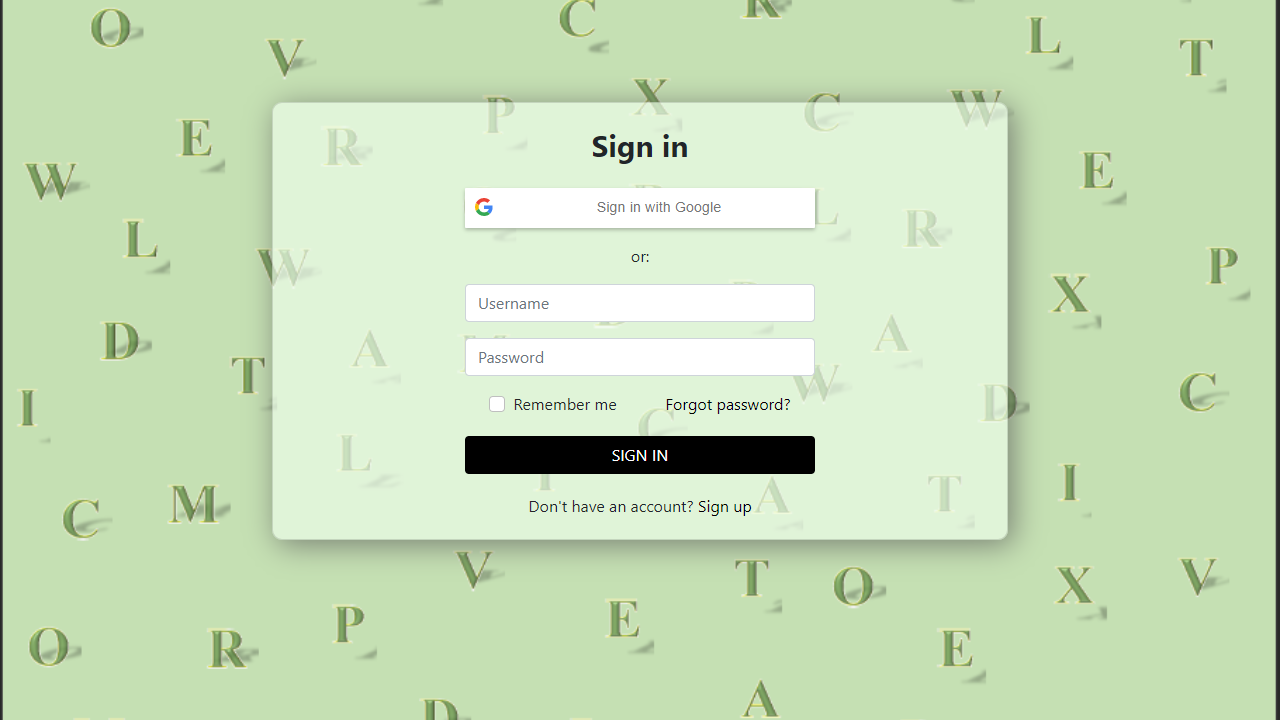 Sign in
Sign in with Google
or:
Username
Password
Remember me Forgot password?
SIGN IN
Don't have an account? Sign up